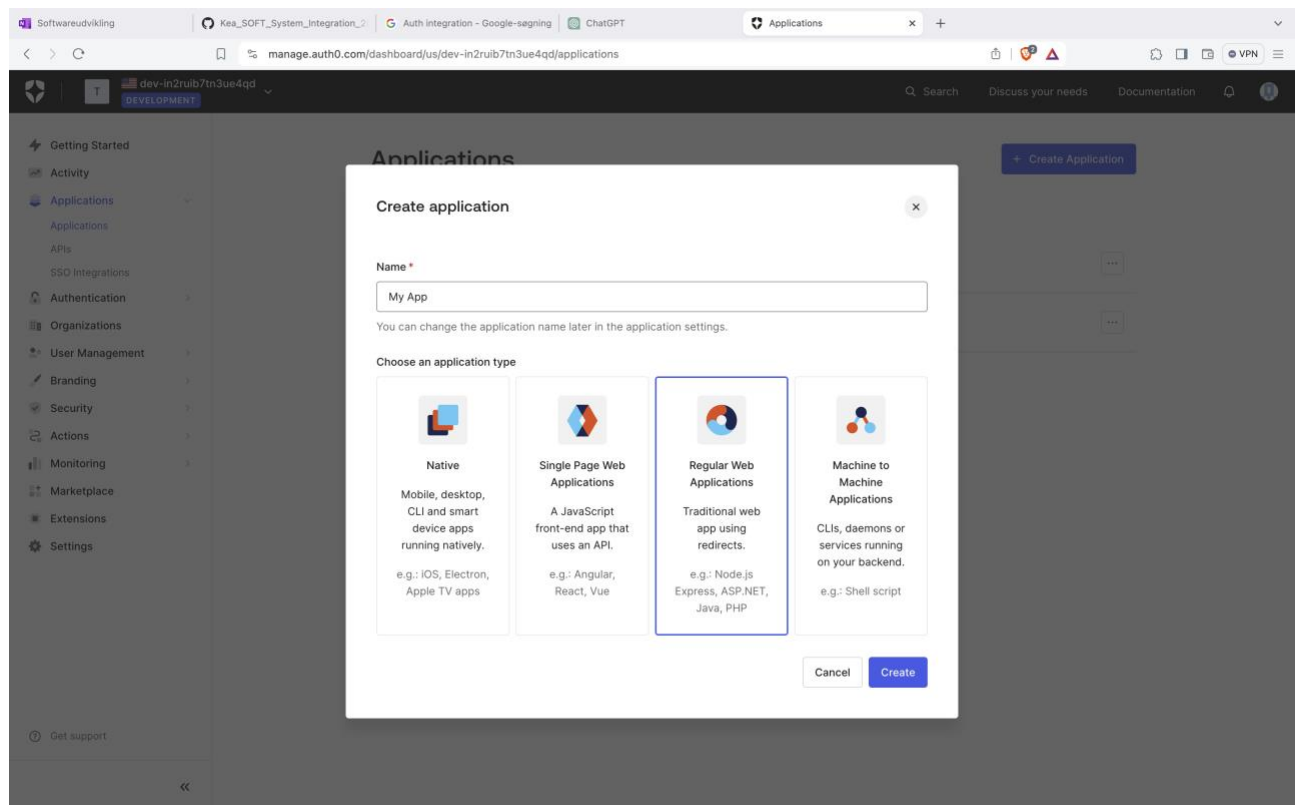 Softwareudvikling
Kea_SOFT_System_Integration_2
Auth integration - Google-søgning
ChatGPT
Applications
manage.auth0.com/dashboard/us/dev-in2ruib7tn3ue4qd/applications
2
VPN
T
dev-in2ruib7tn3ue4qd
DEVELOPMENT
Search
Discuss your needs
Documentation
Getting Started
Activity
Applications
Applications
APIs
SSO Integrations
Authentication
Organizations
User Management
Branding
Security
Actions
Monitoring
Marketplace
Extensions
Settings
Get support
Applications
+ Create Application
Create application
Name *
My App
You can change the application name later in the application settings.
Choose an application type
Native
Mobile, desktop,
CLI and smart
device apps
running natively.
e.g.: iOS, Electron,
Apple TV apps
Single Page Web
Applications
A JavaScript
front-end app that
uses an API.
e.g.: Angular,
React, Vue
Regular Web
Applications
Traditional web
app using
redirects.
e.g.: Node.js
Express, ASP.NET,
Java, PHP
Machine to
Machine
Applications
CLIs, daemons or
services running
on your backend.
e.g.: Shell script
Cancel
Create